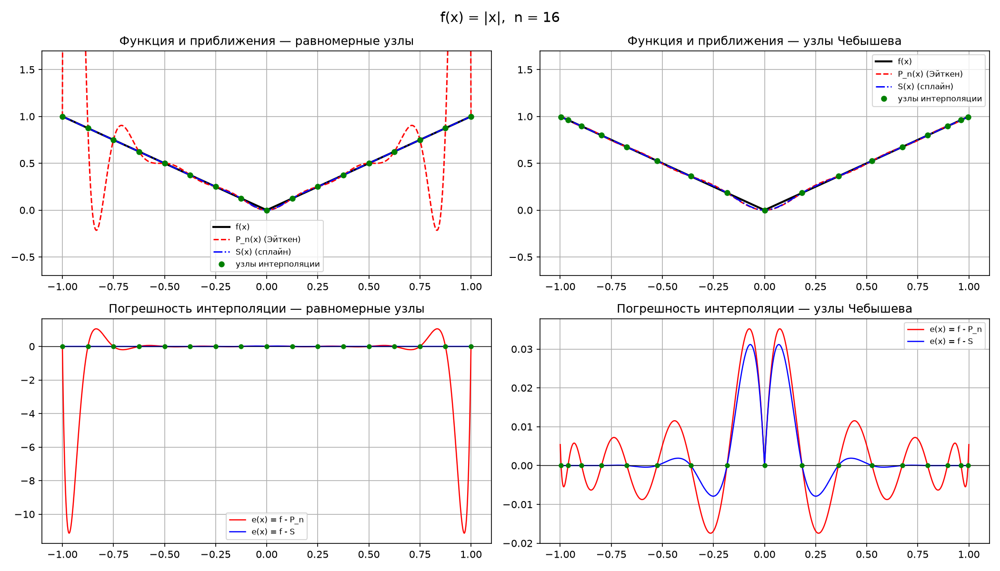 f(x) = |x|,  n = 16
Функция и приближения — равномерные узлы
1.5
1.0
0.5
0.0
−0.5
f(x)
P_n(x) (Эйткен)
S(x) (сплайн)
узлы интерполяции
−1.00 −0.75 −0.50 −0.25 0.00 0.25 0.50 0.75 1.00
Функция и приближения — узлы Чебышева
1.5
1.0
0.5
0.0
−0.5
f(x)
P_n(x) (Эйткен)
S(x) (сплайн)
узлы интерполяции
−1.00 −0.75 −0.50 −0.25 0.00 0.25 0.50 0.75 1.00
Погрешность интерполяции — равномерные узлы
0
−2
−4
−6
−8
−10
e(x) = f - P_n
e(x) = f - S
−1.00 −0.75 −0.50 −0.25 0.00 0.25 0.50 0.75 1.00
Погрешность интерполяции — узлы Чебышева
e(x) = f - P_n
e(x) = f - S
0.03
0.02
0.01
0.00
−0.01
−0.02
−1.00 −0.75 −0.50 −0.25 0.00 0.25 0.50 0.75 1.00